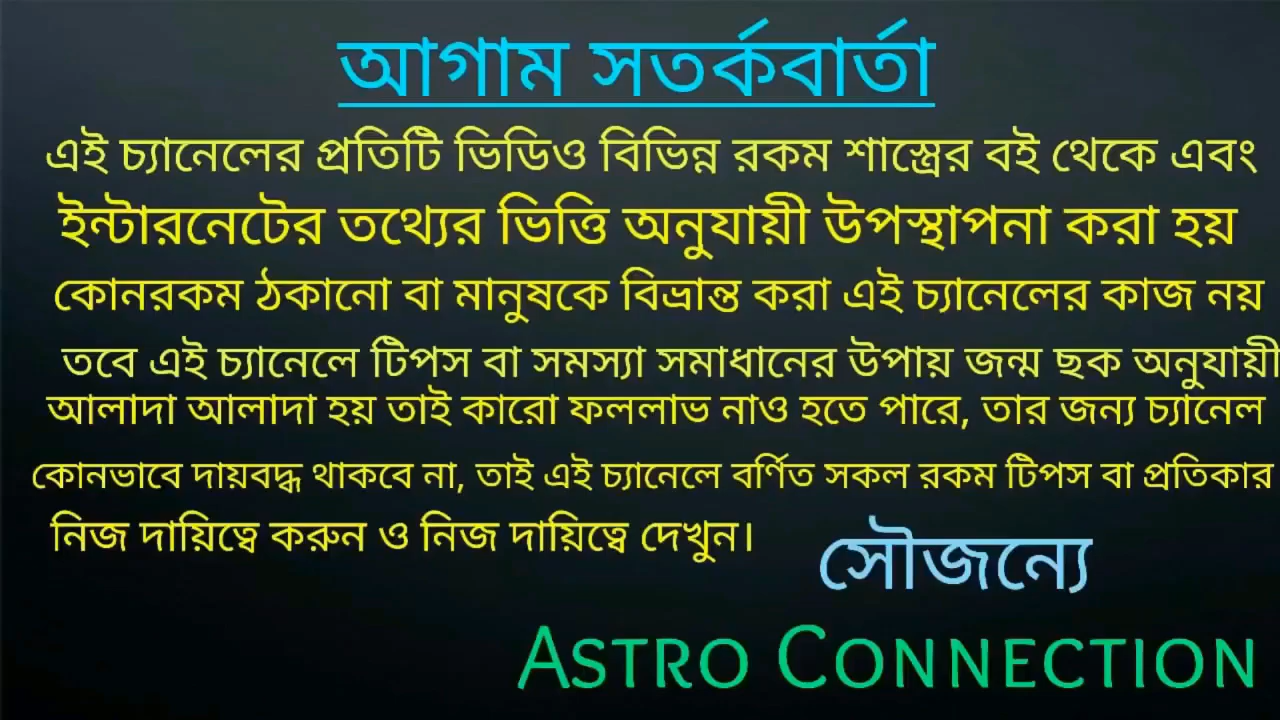 আগাম সতর্কবার্তা
এই চ্যানেলের প্রতিটি ভিডিও বিভিন্ন রকম শাস্ত্রের বই থেকে এবং
ইন্টারনেটের তথ্যের ভিত্তি অনুযায়ী উপস্থাপনা করা হয়
কোনরকম ঠকানো বা মানুষকে বিভ্রান্ত করা এই চ্যানেলের কাজ নয়
তবে এই চ্যানেলে টিপস বা সমস্যা সমাধানের উপায় জন্ম ছক অনুযায়ী
আলাদা আলাদা হয় তাই কারো ফললাভ নাও হতে পারে, তার জন্য চ্যানেল
কোনভাবে দায়বদ্ধ থাকবে না, তাই এই চ্যানেলে বর্ণিত সকল রকম টিপস বা প্রতিকার
নিজ দায়িত্বে করুন ও নিজ দায়িত্বে দেখুন।
সৌজন্যে
ASTRO CONNECTION